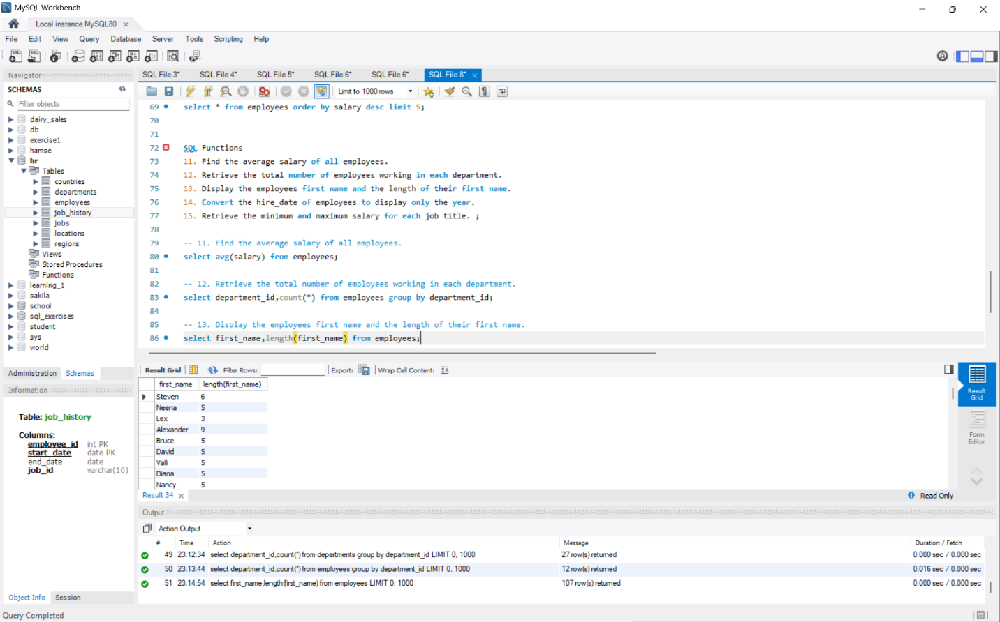 MySQL Workbench
Local instance MySQL80
File Edit View Query Database Server Tools Scripting Help
Navigator
SCHEMAS
Filter objects
dairy_sales
db
exercise1
hamse
hr
Tables
countries
departments
employees
job_history
jobs
locations
regions
Views
Stored Procedures
Functions
learning_1
sakila
school
sql_exercises
student
sys
world
Administration Schemas
Information
Table: job_history
Columns:
employee_id int PK
start_date date PK
end_date date
job_id varchar(10)
Object Info Session
SQL File 3* SQL File 4* SQL File 5* SQL File 6* SQL File 6* SQL File 8*
Limit to 1000 rows
69 select * from employees order by salary desc limit 5;
70
71
72 SQL Functions
73 11. Find the average salary of all employees.
74 12. Retrieve the total number of employees working in each department.
75 13. Display the employees first name and the length of their first name.
76 14. Convert the hire_date of employees to display only the year.
77 15. Retrieve the minimum and maximum salary for each job title. ;
78
79 -- 11. Find the average salary of all employees.
80 select avg(salary) from employees;
81
82 -- 12. Retrieve the total number of employees working in each department.
83 select department_id,count(*) from employees group by department_id;
84
85 -- 13. Display the employees first name and the length of their first name.
86 select first_name,length(first_name) from employees;
Result Grid Filter Rows: Export: Wrap Cell Content:
first_name length(first_name)
Steven 6
Neena 5
Lex 3
Alexander 9
Bruce 5
David 5
Valli 5
Diana 5
Nancy 5
Result Grid
Form Editor
Result 34
Read Only
Output
Action Output
# Time Action Message Duration / Fetch
49 23:12:34 select department_id,count(*) from departments group by department_id LIMIT 0, 1000 27 row(s) returned 0.000 sec / 0.000 sec
50 23:13:44 select department_id,count(*) from employees group by department_id LIMIT 0, 1000 12 row(s) returned 0.016 sec / 0.000 sec
51 23:14:54 select first_name,length(first_name) from employees LIMIT 0, 1000 107 row(s) returned 0.000 sec / 0.000 sec
Query Completed